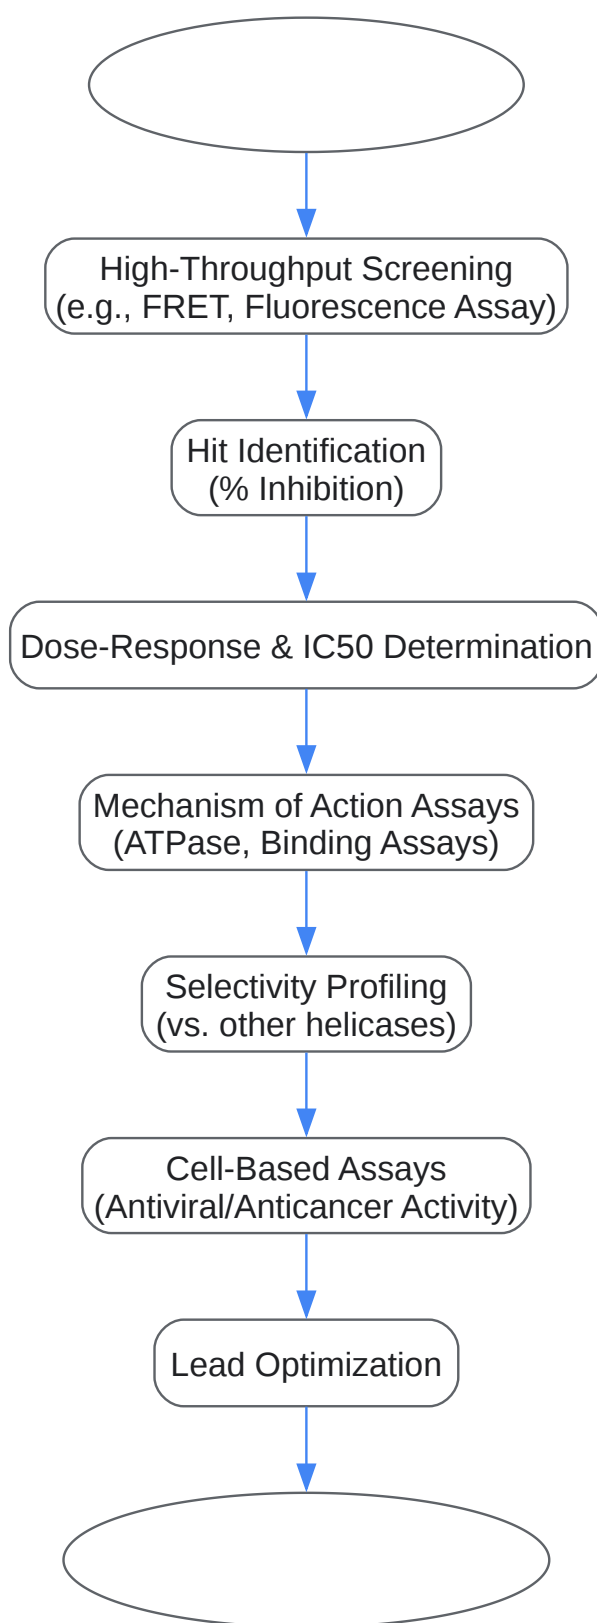 High-Throughput Screening
(e.g., FRET, Fluorescence Assay)
Hit Identification
(% Inhibition)
Dose-Response & IC50 Determination
Mechanism of Action Assays
(ATPase, Binding Assays)
Selectivity Profiling
(vs. other helicases)
Cell-Based Assays
(Antiviral/Anticancer Activity)
Lead Optimization